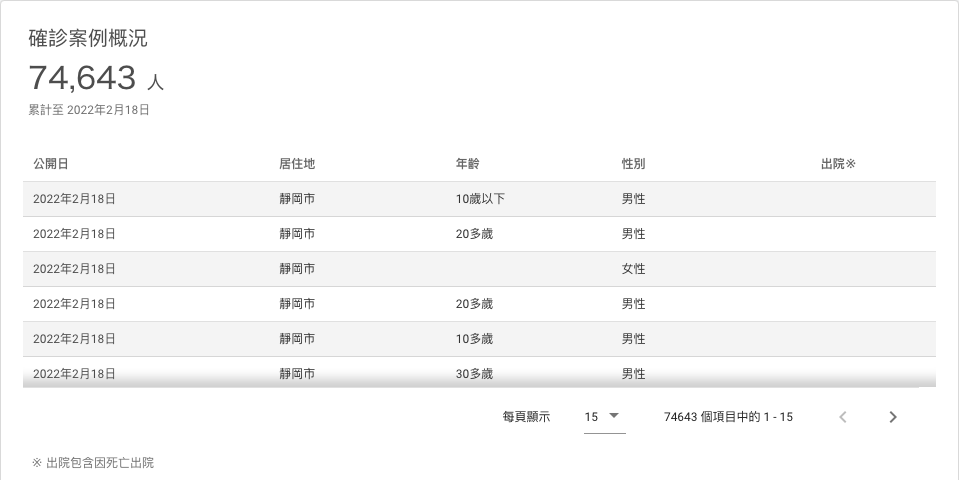 確診案例概況
74,643 人
累計至 2022年2月18日
公開日 居住地 年齡 性別 出院※
2022年2月18日 靜岡市 10歲以下 男性
2022年2月18日 靜岡市 20多歲 男性
2022年2月18日 靜岡市 女性
2022年2月18日 靜岡市 20多歲 男性
2022年2月18日 靜岡市 10多歲 男性
2022年2月18日 靜岡市 30多歲 男性
每頁顯示 15 74643 個項目中的 1 - 15
※ 出院包含因死亡出院